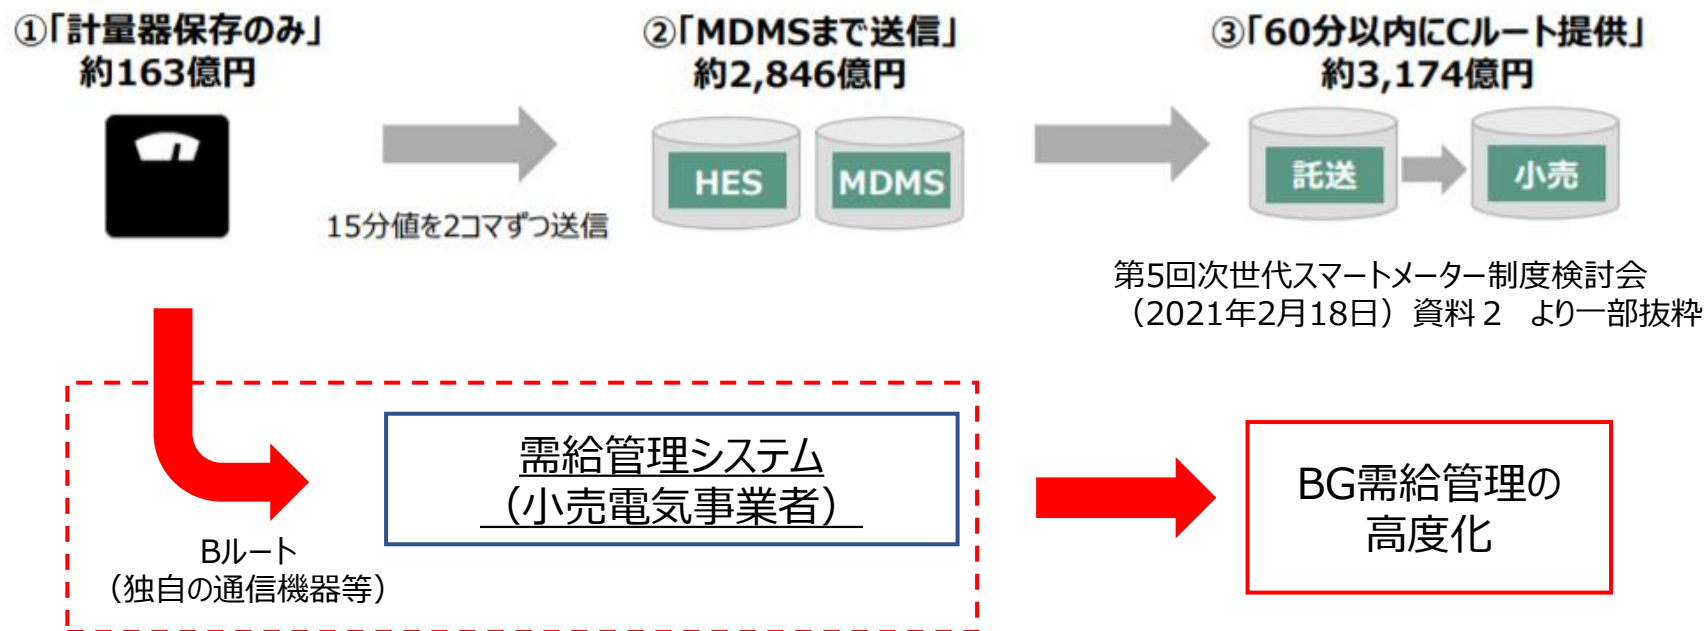 ①「計量器保存のみ」
約163億円
②「MDMSまで送信」
約2,846億円
③「60分以内にCルート提供」
約3,174億円
HES
MDMS
託送
小売
15分値を2コマずつ送信
第5回次世代スマートメーター制度検討会
（2021年2月18日）資料２　より一部抜粋
需給管理システム
（小売電気事業者）
BG需給管理の
高度化
Bルート
（独自の通信機器等）